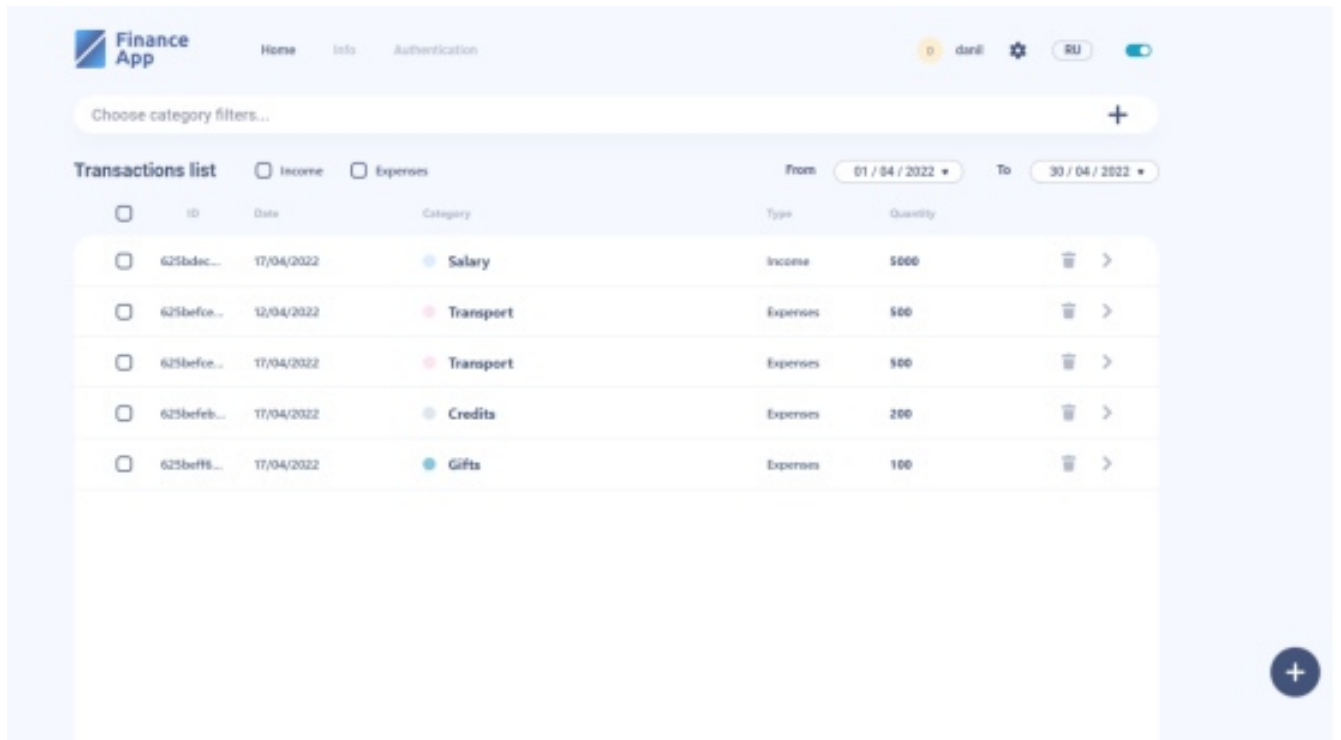 Finance
App
Home Info Authentication D danil RU
Choose category filters...
Transactions list Income Expenses From 01 / 04 / 2022 To 30 / 04 / 2022
ID Date Category Type Quantity
625bdec... 17/04/2022 Salary Income 5000
625befce... 12/04/2022 Transport Expenses 500
625befce... 17/04/2022 Transport Expenses 500
625befeb... 17/04/2022 Credits Expenses 200
625beff6... 17/04/2022 Gifts Expenses 100